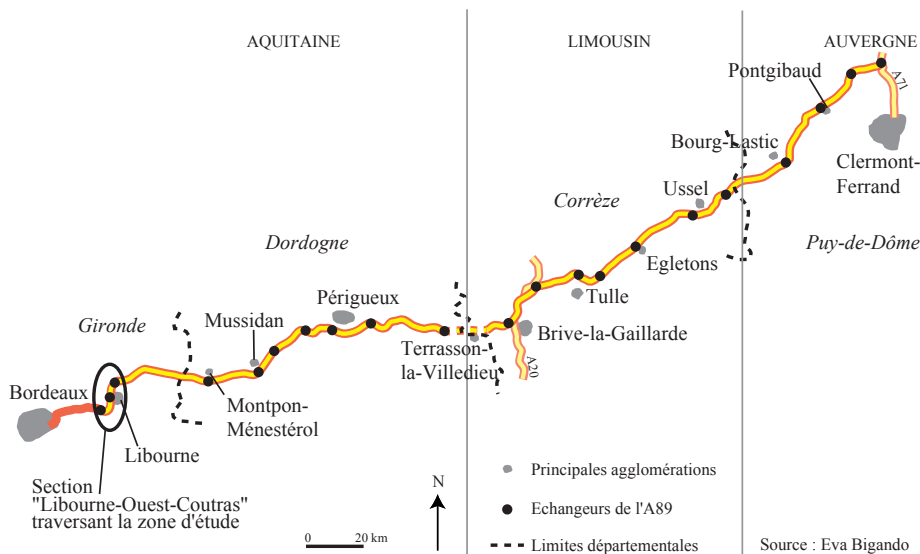 AQUITAINE
LIMOUSIN
AUVERGNE
Pontgibaud
A71
Bourg-Lastic
Clermont-
Ferrand
Ussel
Corrèze
Dordogne
Egletons
Puy-de-Dôme
Périgueux
Tulle
Mussidan
Gironde
Brive-la-Gaillarde
Terrasson-
la-Villedieu
A20
Bordeaux
Montpon-
Ménestérol
Libourne
Section
"Libourne-Ouest-Coutras"
traversant la zone d'étude
N
0 20 km
Principales agglomérations
Echangeurs de l'A89
Limites départementales
Source : Eva Bigando